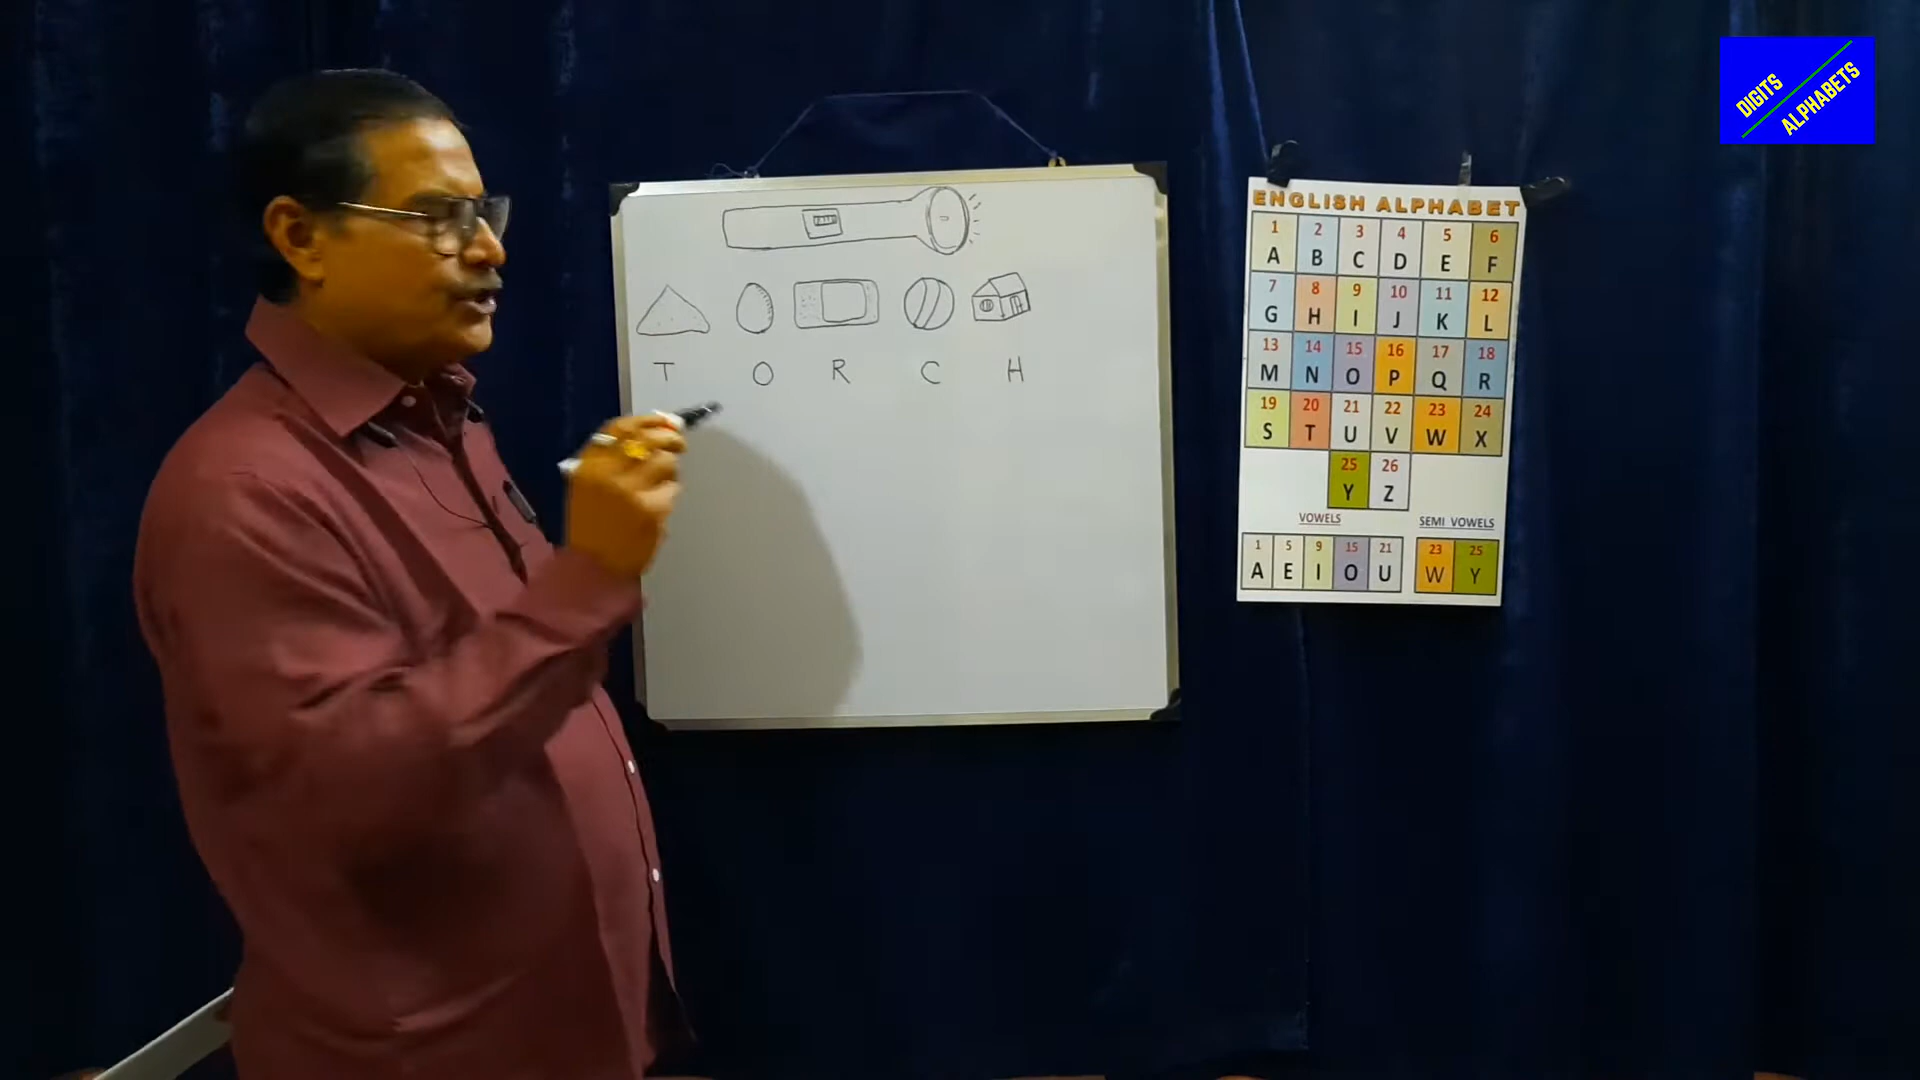 DIGITS
ALPHABETS
T O R C H
ENGLISH ALPHABET
1 2 3 4 5 6
A B C D E F
7 8 9 10 11 12
G H I J K L
13 14 15 16 17 18
M N O P Q R
19 20 21 22 23 24
S T U V W X
25 26
Y Z
VOWELS
1 5 9 15 21
A E I O U
SEMI VOWELS
23 25
W Y